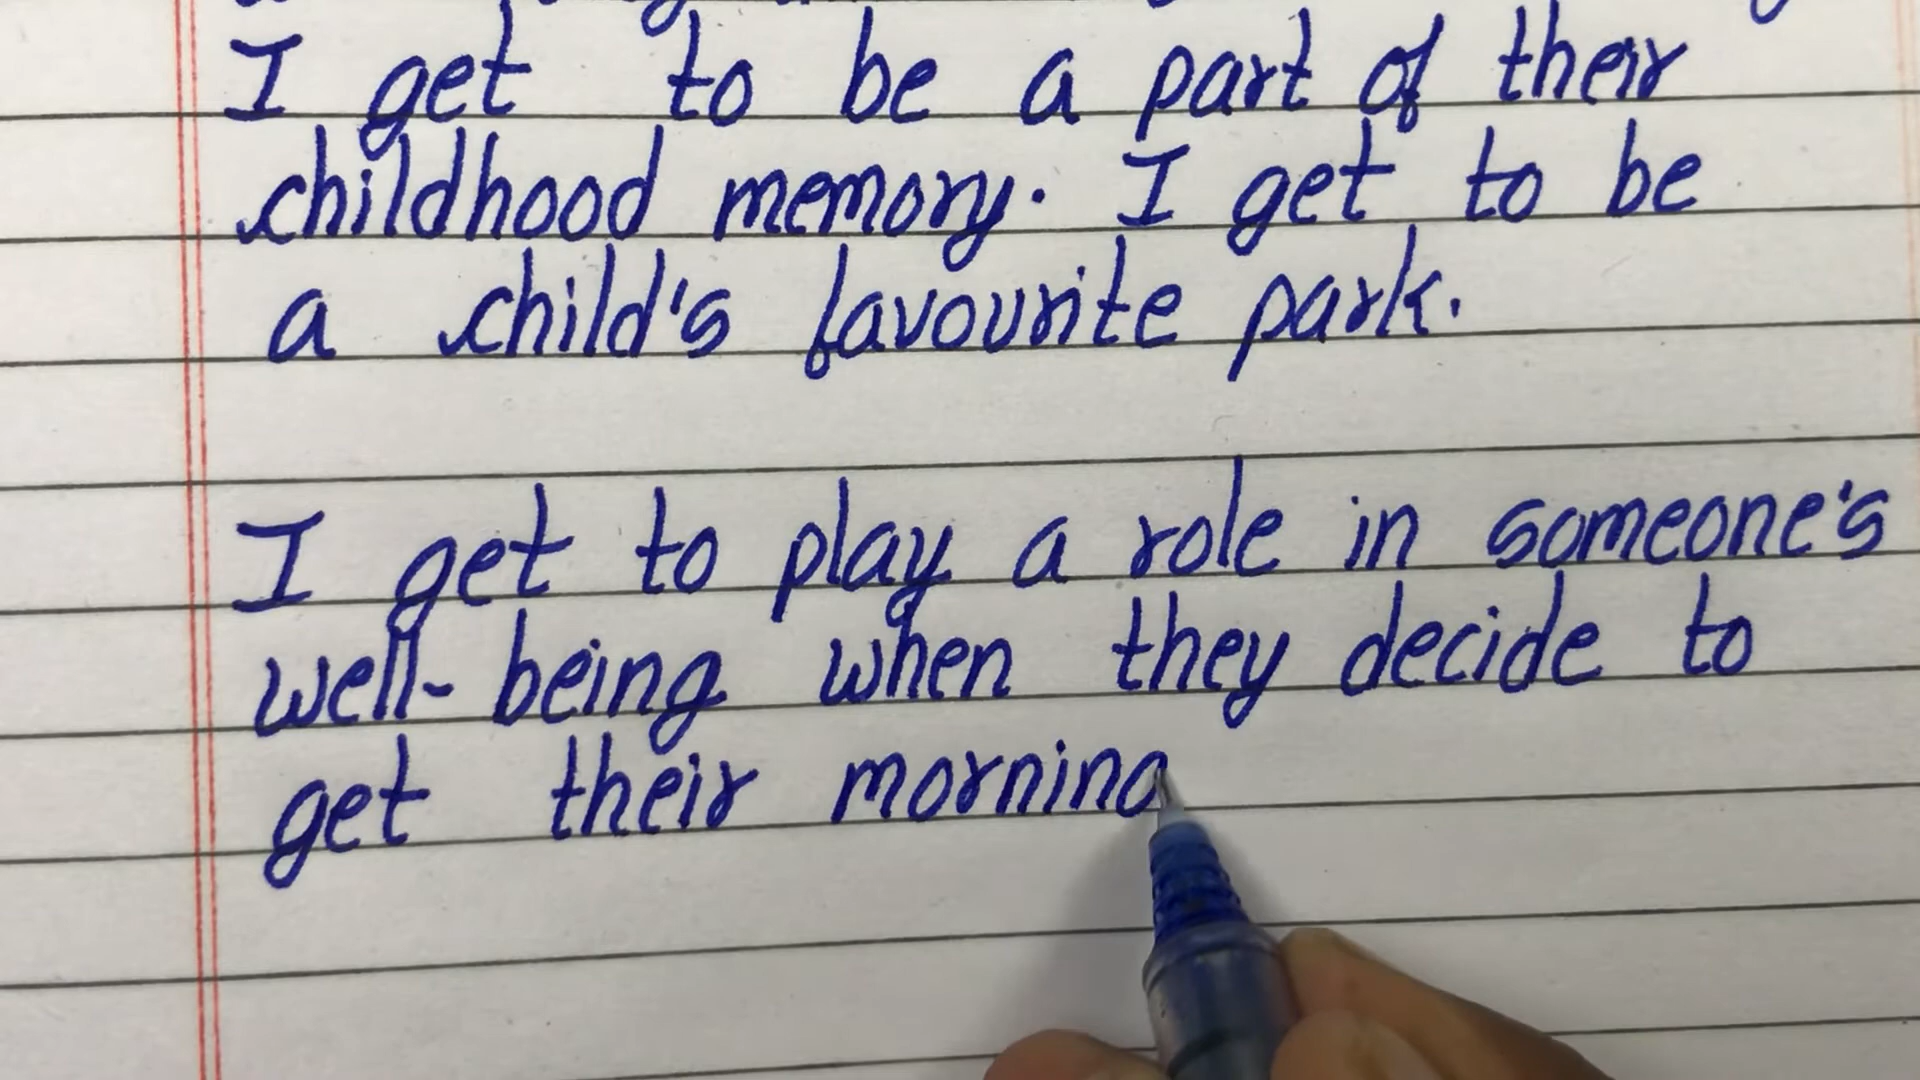 I get to be a part of their
childhood memory. I get to be
a child's favourite park.
I get to play a role in someone's
well-being when they decide to
get their mornin